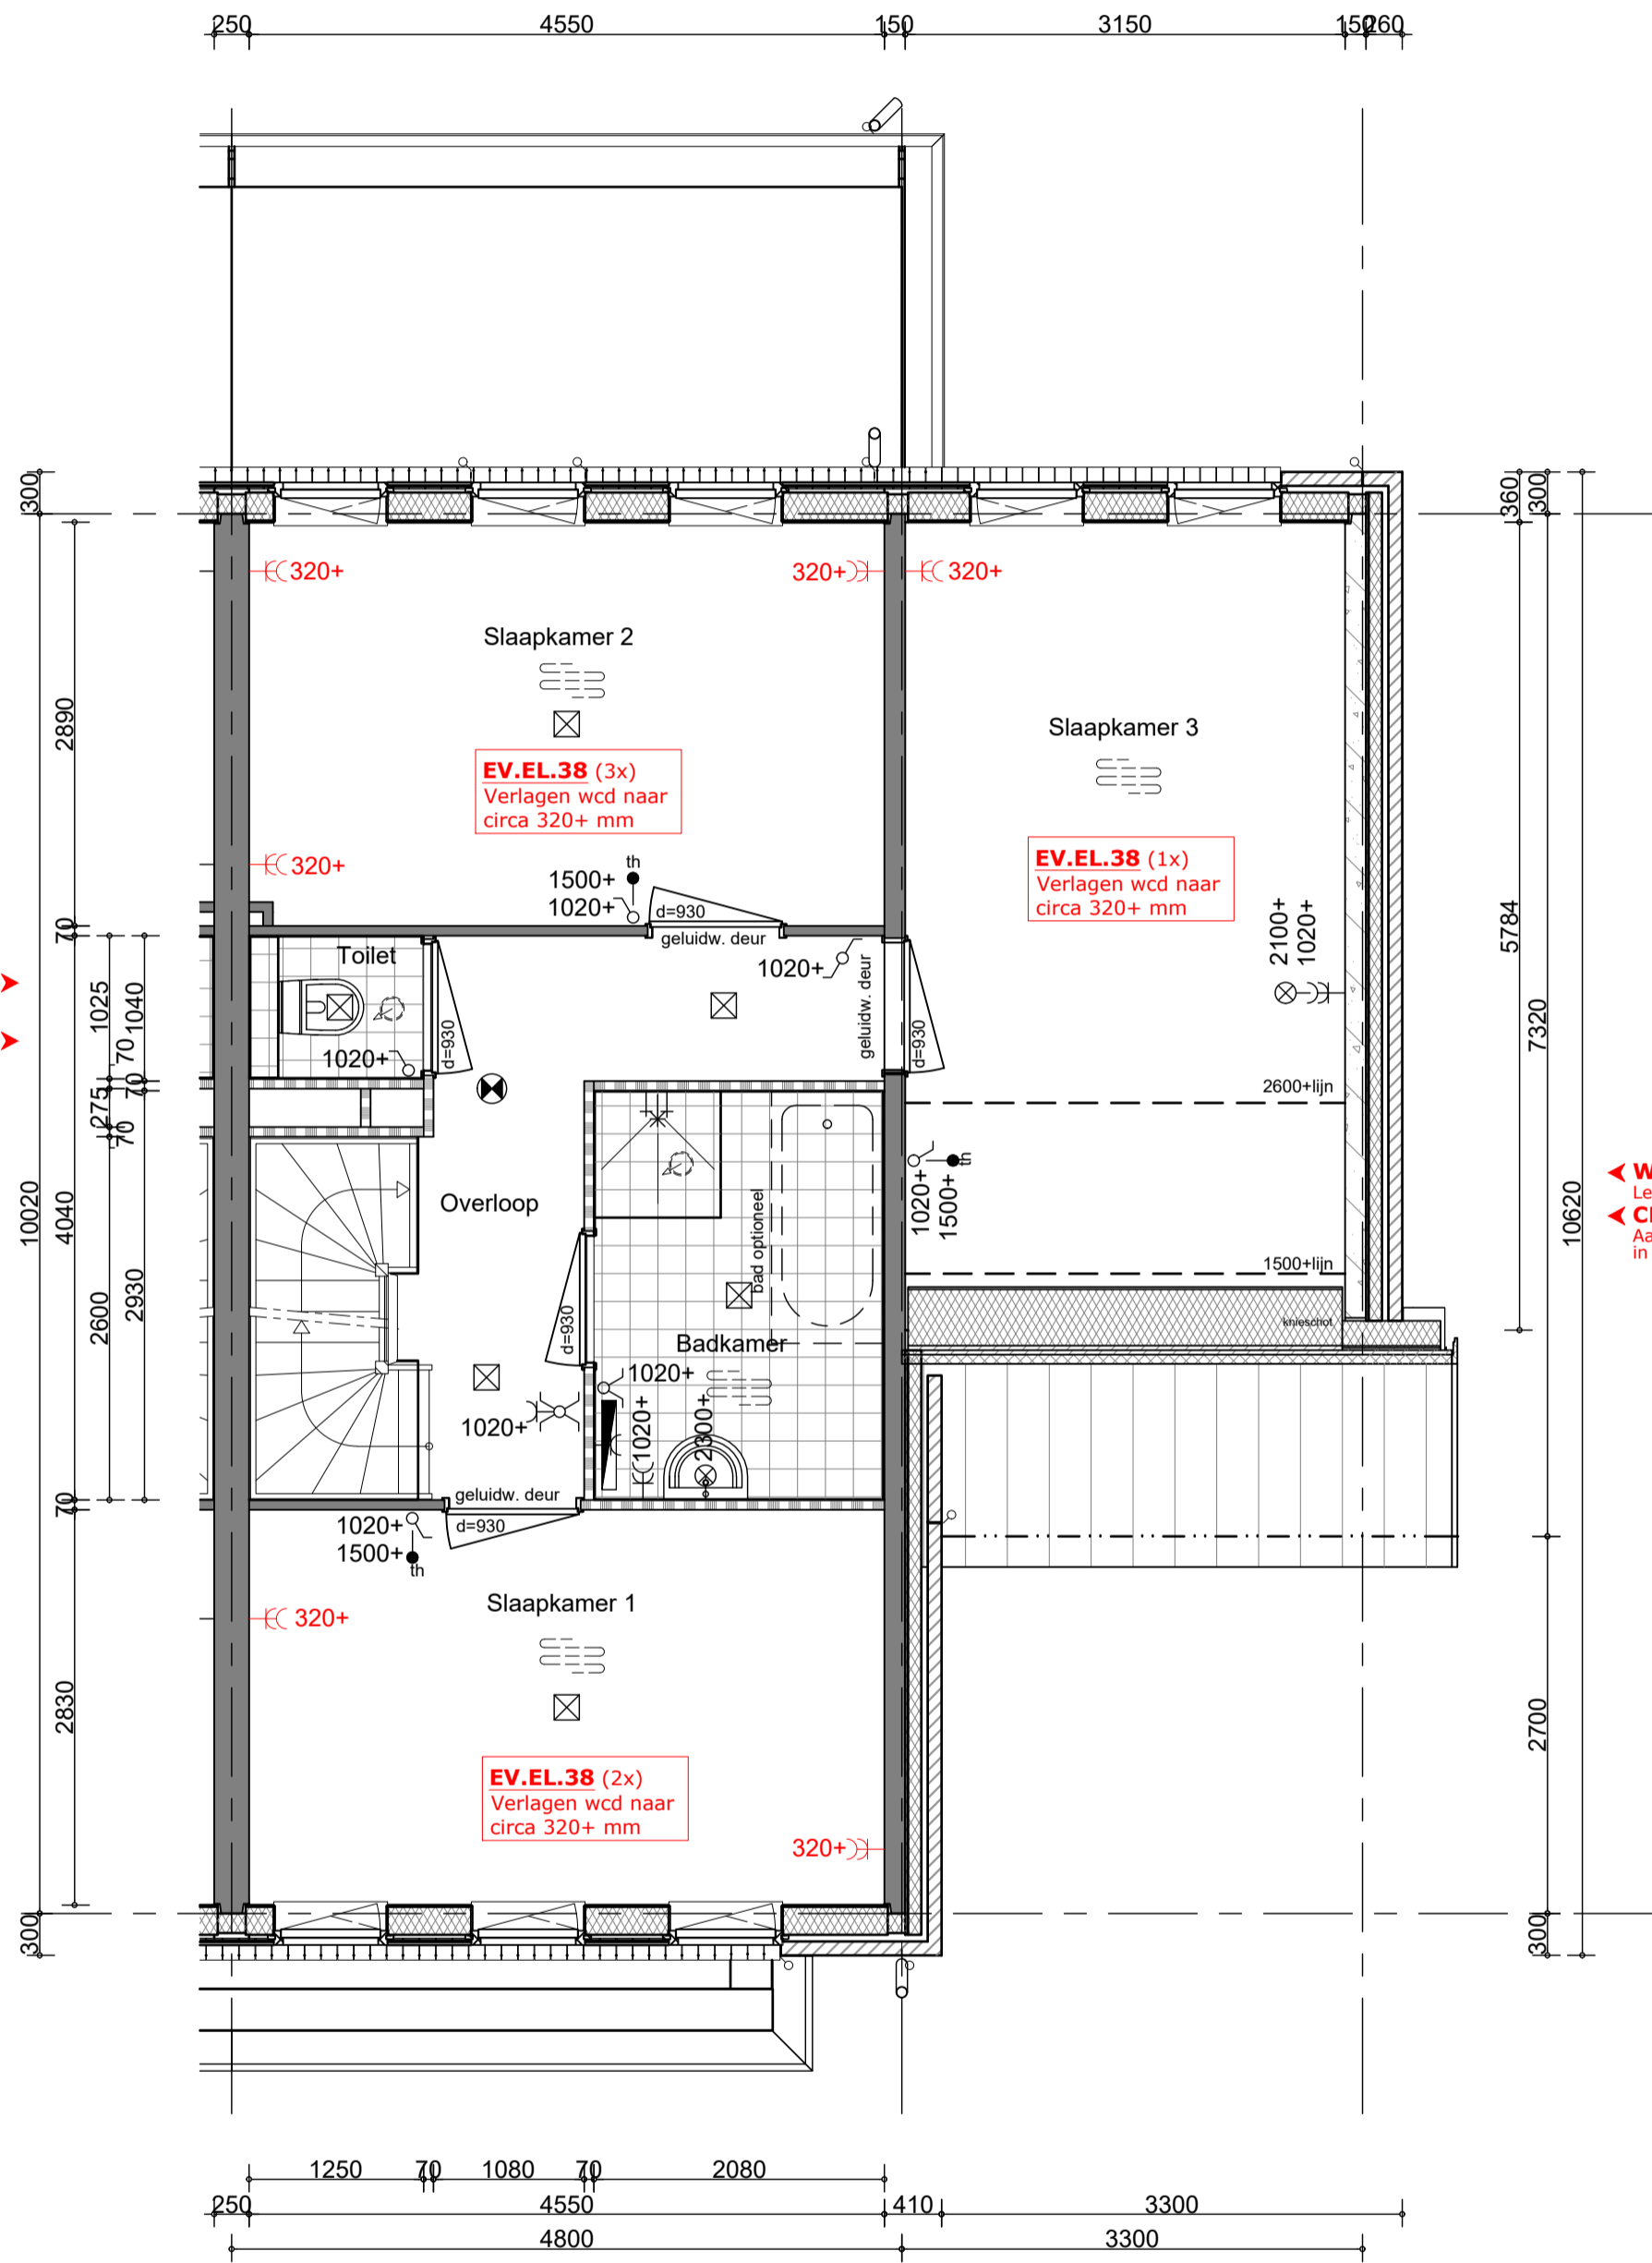 250 4550 150 3150 150 260
300
2890
70
1025
1040
70
70
275
70
10020
4040
2600
2930
70
2830
300
320+
320+
320+
Slaapkamer 2
EV.EL.38 (3x)
Verlagen wcd naar
circa 320+ mm
320+
th
1500+
1020+
d=930
geluidw. deur
Slaapkamer 3
EV.EL.38 (1x)
Verlagen wcd naar
circa 320+ mm
2100+
1020+
Toilet
1020+
d=930
1020+
geluidw. deur
d=930
2600+lijn
1020+
1500+
th
1500+lijn
knieschot
Overloop
bad optioneel
d=930
Badkamer
1020+
1020+
1020+
2300+
geluidw. deur
d=930
1020+
1500+
th
Slaapkamer 1
320+
EV.EL.38 (2x)
Verlagen wcd naar
circa 320+ mm
320+
360
300
5784
7320
10620
2700
300
W
Le
Aa
in
1250 70 1080 70 2080
250 4550 410 3300
4800 3300